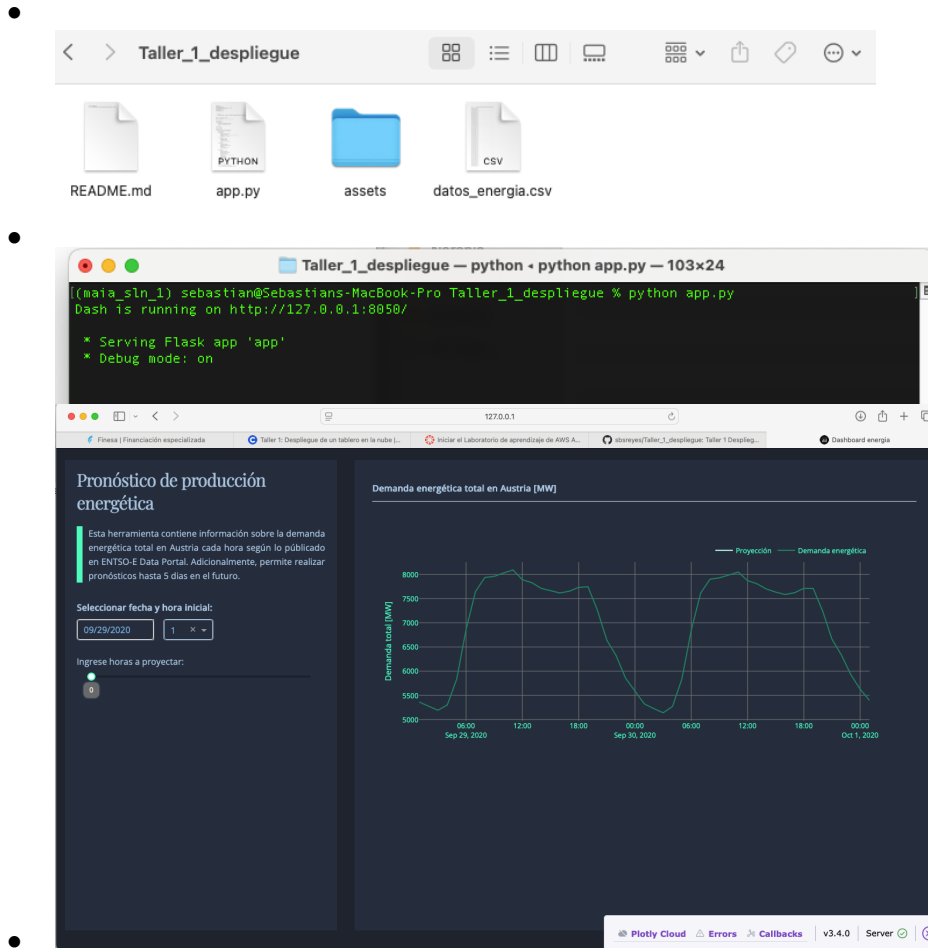 Taller_1_despliegue
PYTHON
CSV
README.md
app.py
assets
datos_energia.csv
Taller_1_despliegue — python ◂ python app.py — 103×24
[(maia_sln_1) sebastian@Sebastians-MacBook-Pro Taller_1_despliegue % python app.py ]
Dash is running on http://127.0.0.1:8050/
* Serving Flask app 'app'
* Debug mode: on
127.0.0.1
Finesa | Financiación especializada
Taller 1: Despliegue de un tablero en la nube |...
Iniciar el Laboratorio de aprendizaje de AWS A...
sbsreyes/Taller_1_despliegue: Taller 1 Despleg...
Dashboard energia
Pronóstico de producción
energética
Esta herramienta contiene información sobre la demanda
energética total en Austria cada hora según lo públicado
en ENTSO-E Data Portal. Adicionalmente, permite realizar
pronósticos hasta 5 dias en el futuro.
Seleccionar fecha y hora inicial:
09/29/2020
1
Ingrese horas a proyectar:
0
Demanda energética total en Austria [MW]
Proyección
Demanda energética
Demanda total [MW]
8000
7500
7000
6500
6000
5500
5000
06:00
Sep 29, 2020
12:00
18:00
00:00
Sep 30, 2020
06:00
12:00
18:00
00:00
Oct 1, 2020
Plotly Cloud
Errors
Callbacks
v3.4.0
Server